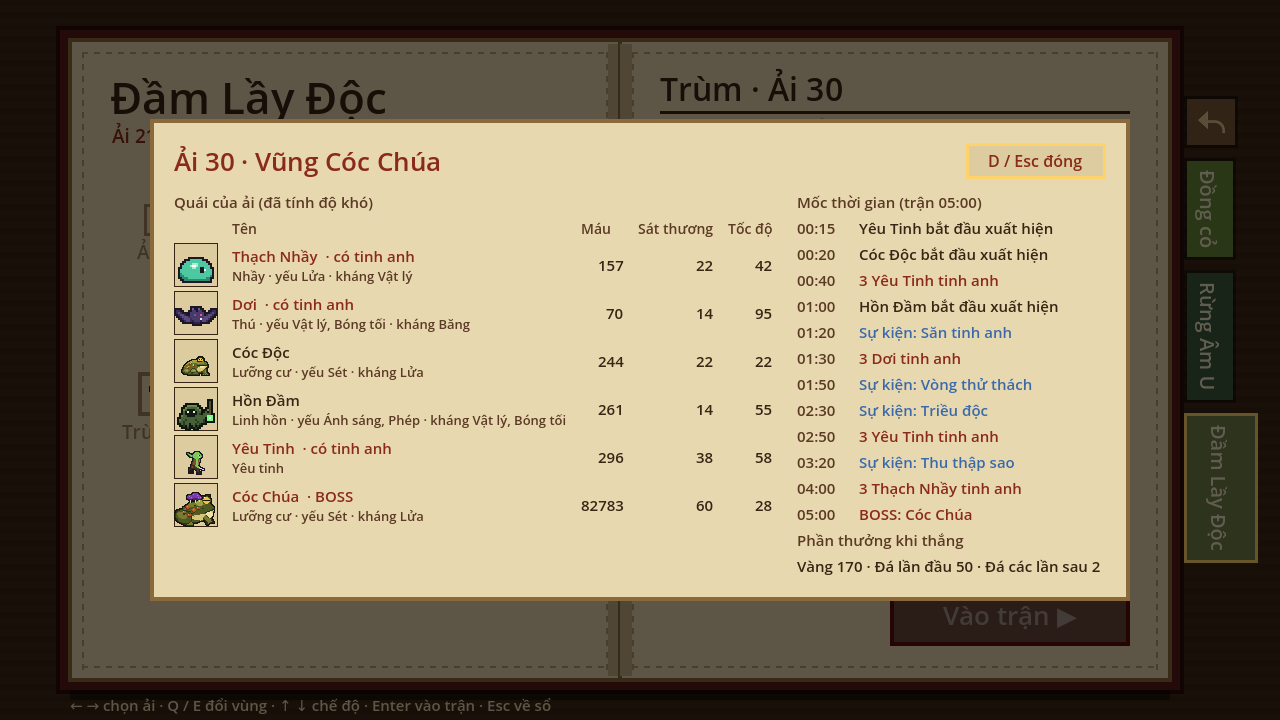 Đầm Lầy Độc
Trùm · Ải 30
Ải 21
Ải 30 · Vũng Cóc Chúa
D / Esc đóng
Quái của ải (đã tính độ khó)
Tên Máu Sát thương Tốc độ
Thạch Nhầy · có tinh anh
Nhầy · yếu Lửa · kháng Vật lý
157 22 42
Dơi · có tinh anh
Thú · yếu Vật lý, Bóng tối · kháng Băng
70 14 95
Cóc Độc
Lưỡng cư · yếu Sét · kháng Lửa
244 22 22
Hồn Đầm
Linh hồn · yếu Ánh sáng, Phép · kháng Vật lý, Bóng tối
261 14 55
Yêu Tinh · có tinh anh
Yêu tinh
296 38 58
Cóc Chúa · BOSS
Lưỡng cư · yếu Sét · kháng Lửa
82783 60 28
Mốc thời gian (trận 05:00)
00:15 Yêu Tinh bắt đầu xuất hiện
00:20 Cóc Độc bắt đầu xuất hiện
00:40 3 Yêu Tinh tinh anh
01:00 Hồn Đầm bắt đầu xuất hiện
01:20 Sự kiện: Săn tinh anh
01:30 3 Dơi tinh anh
01:50 Sự kiện: Vòng thử thách
02:30 Sự kiện: Triều độc
02:50 3 Yêu Tinh tinh anh
03:20 Sự kiện: Thu thập sao
04:00 3 Thạch Nhầy tinh anh
05:00 BOSS: Cóc Chúa
Phần thưởng khi thắng
Vàng 170 · Đá lần đầu 50 · Đá các lần sau 2
Vào trận ▶
Đồng cỏ
Rừng Âm U
Đầm Lầy Độc
← → chọn ải · Q / E đổi vùng · ↑ ↓ chế độ · Enter vào trận · Esc về sổ